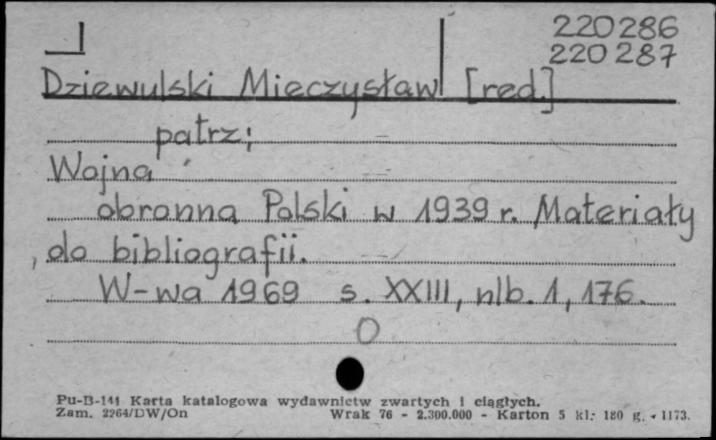 220286
220287
Dziewulski Mieczysław [red.]
patrz;
Wojna
obronna Polski w 1939 r. Materiały
do bibliografii.
W-wa 1969 s. XXIII, nlb. 1, 176.
Pu-B-141 Karta katalogowa wydawnictw zwartych i ciągłych.
Zam. 2264/DW/On Wrak 76 - 2.300.000 - Karton 5 kl: 180 g. - 1173.